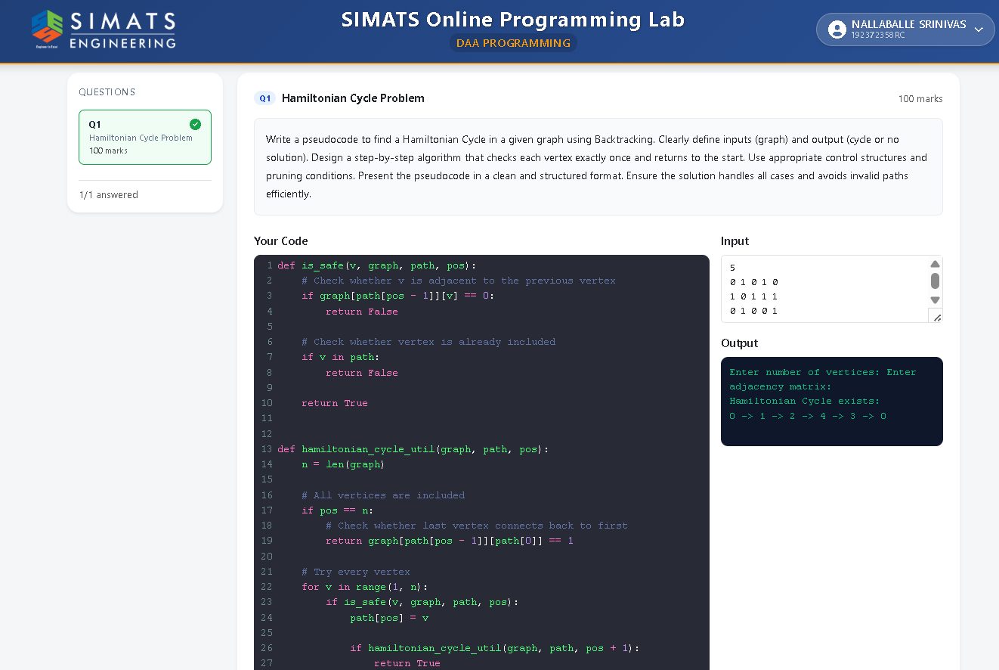 SIMATS
ENGINEERING
Engineer to Excel
SIMATS Online Programming Lab
DAA PROGRAMMING
NALLABALLE SRINIVAS
192372358RC
QUESTIONS
Q1
Hamiltonian Cycle Problem
100 marks
1/1 answered
Q1 Hamiltonian Cycle Problem
100 marks
Write a pseudocode to find a Hamiltonian Cycle in a given graph using Backtracking. Clearly define inputs (graph) and output (cycle or no
solution). Design a step-by-step algorithm that checks each vertex exactly once and returns to the start. Use appropriate control structures and
pruning conditions. Present the pseudocode in a clean and structured format. Ensure the solution handles all cases and avoids invalid paths
efficiently.
Your Code
1 def is_safe(v, graph, path, pos):
2     # Check whether v is adjacent to the previous vertex
3     if graph[path[pos - 1]][v] == 0:
4         return False
5
6     # Check whether vertex is already included
7     if v in path:
8         return False
9
10     return True
11
12
13 def hamiltonian_cycle_util(graph, path, pos):
14     n = len(graph)
15
16     # All vertices are included
17     if pos == n:
18         # Check whether last vertex connects back to first
19         return graph[path[pos - 1]][path[0]] == 1
20
21     # Try every vertex
22     for v in range(1, n):
23         if is_safe(v, graph, path, pos):
24             path[pos] = v
25
26             if hamiltonian_cycle_util(graph, path, pos + 1):
27                 return True
Input
5
0 1 0 1 0
1 0 1 1 1
0 1 0 0 1
Output
Enter number of vertices: Enter
adjacency matrix:
Hamiltonian Cycle exists:
0 -> 1 -> 2 -> 4 -> 3 -> 0